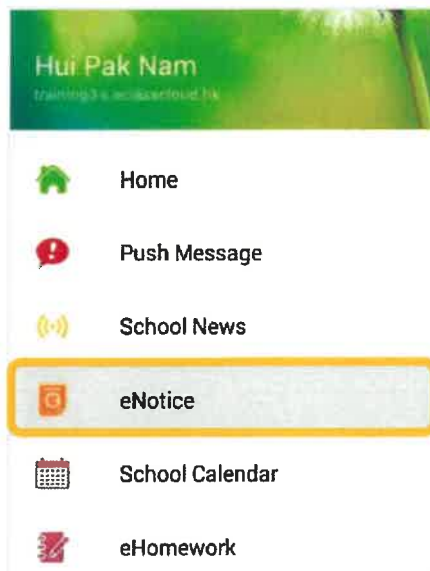 Hui Pak Nam
Home
Push Message
School News
eNotice
School Calendar
eHomework